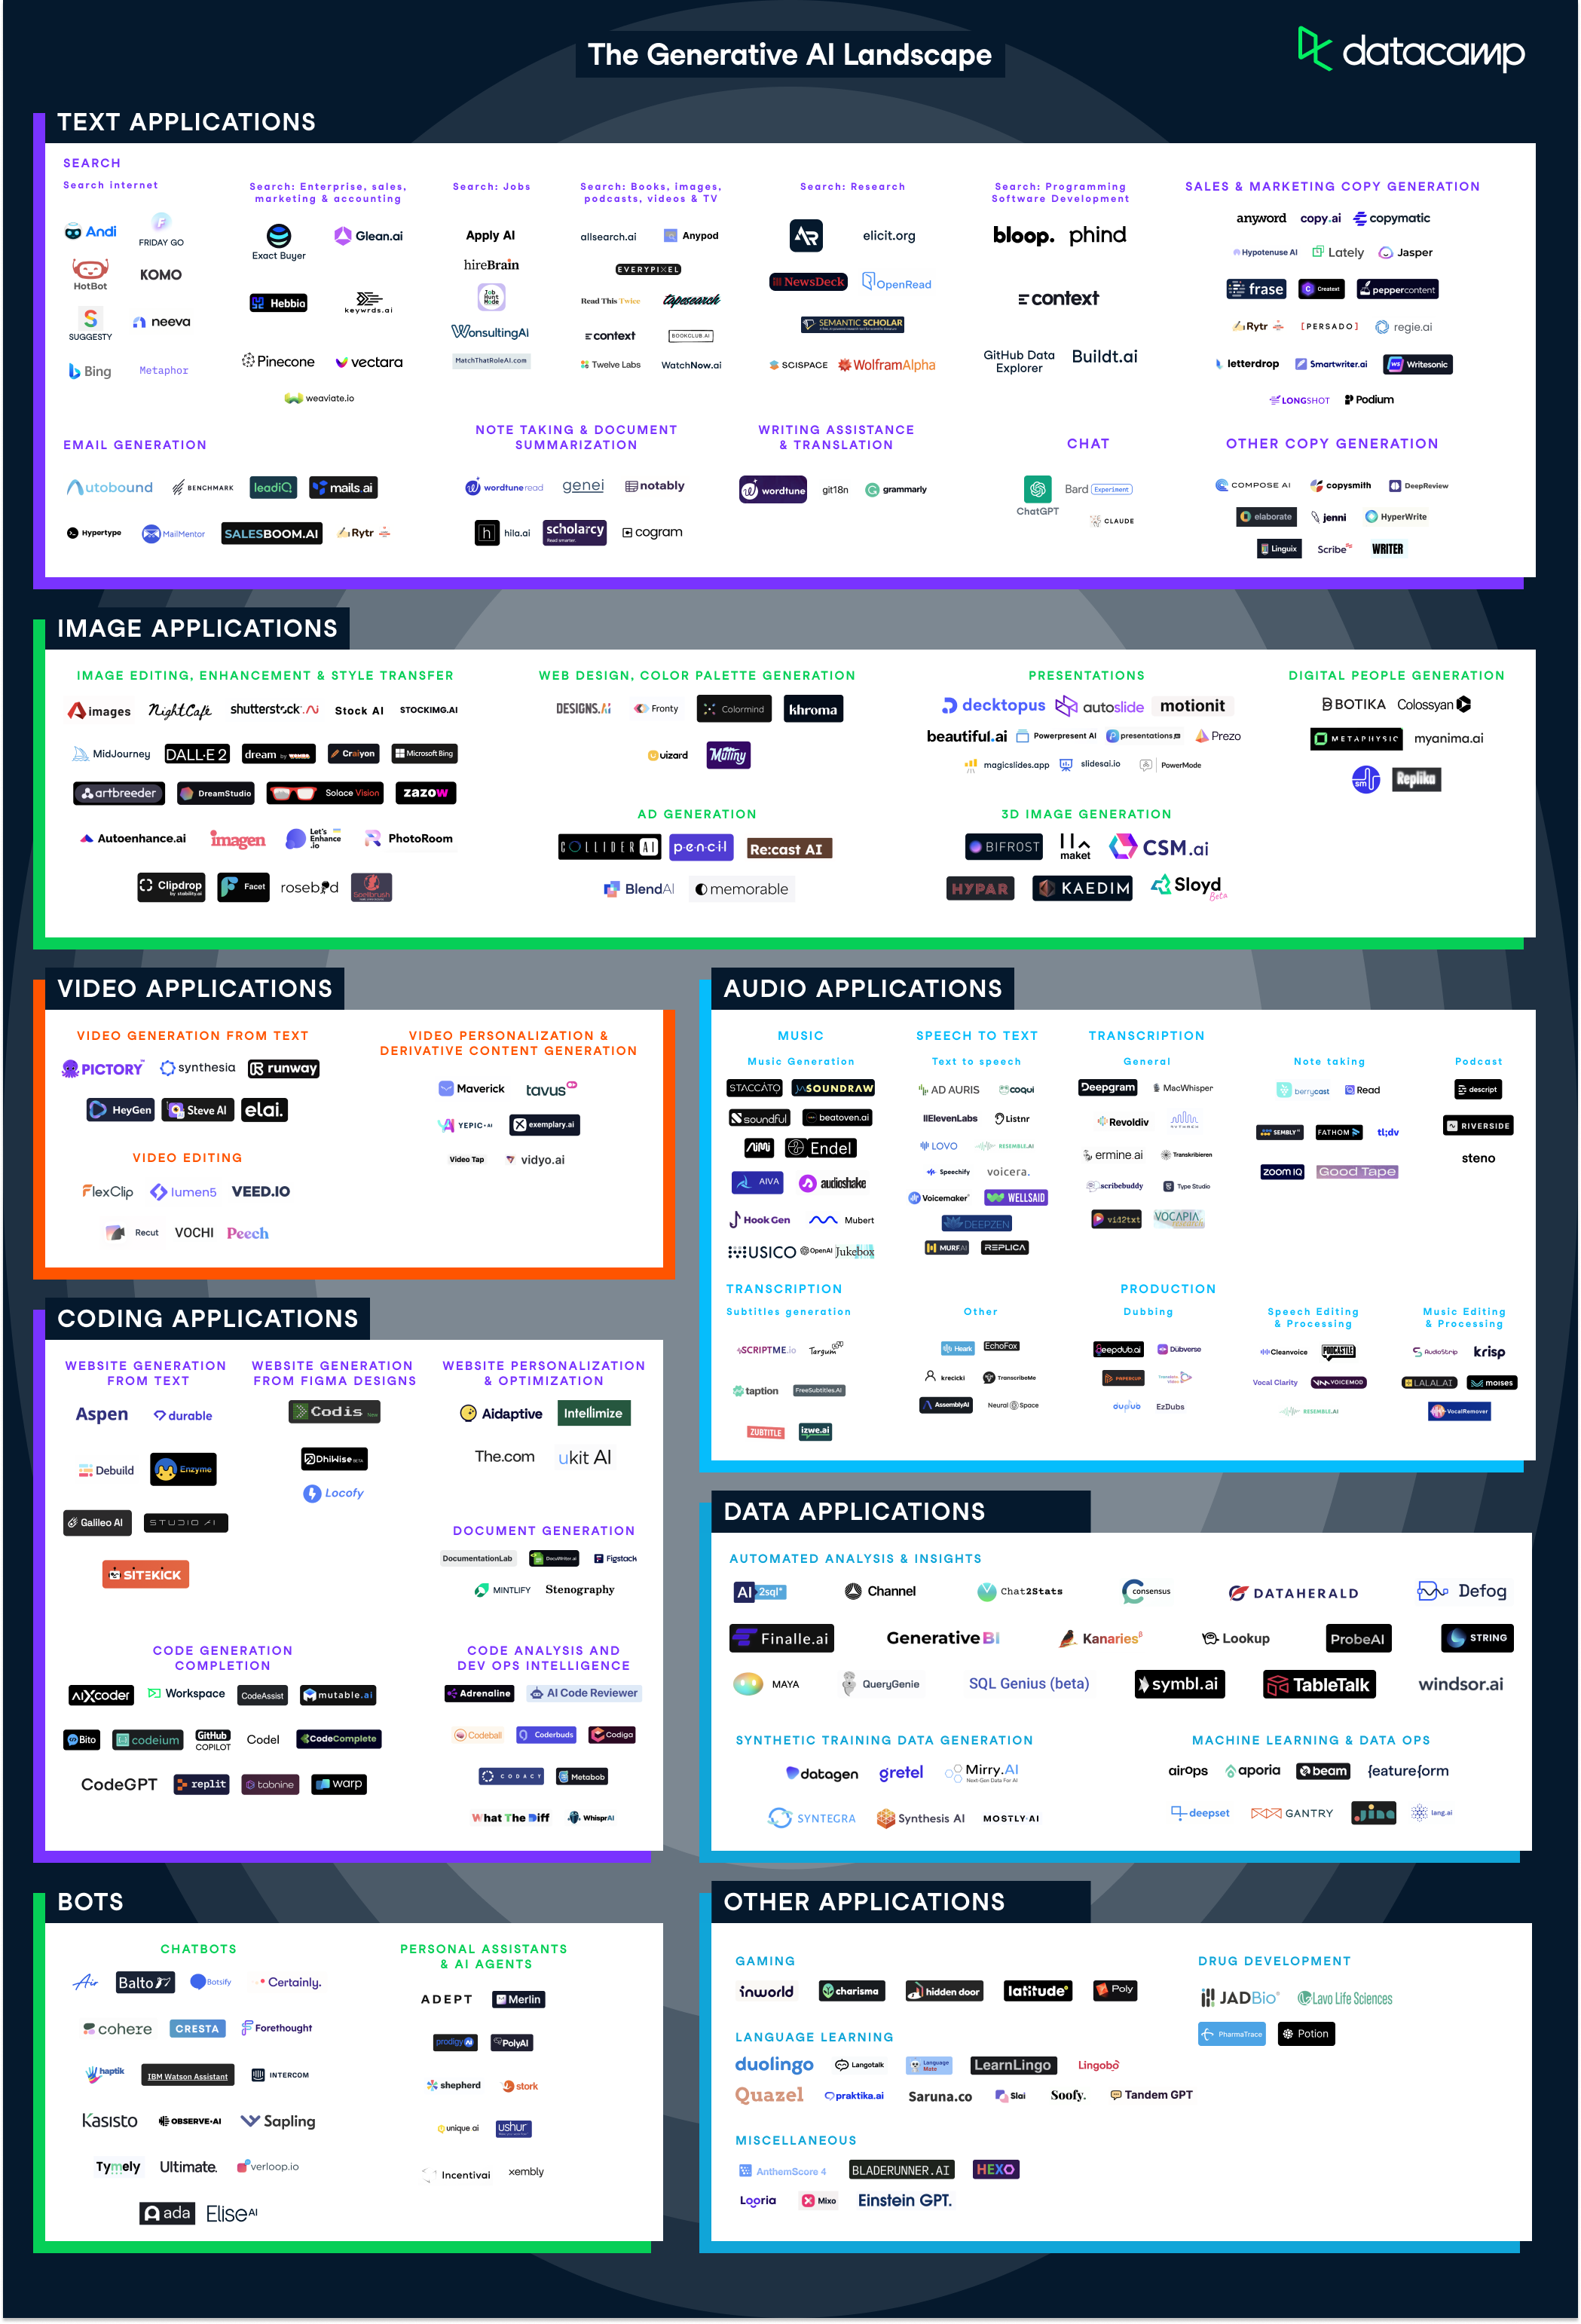 The Generative AI Landscape
datacamp
TEXT APPLICATIONS
SEARCH
Search internet
Andi
FRIDAY GO
HotBot
KOMO
SUGGESTY
neeva
Bing
Metaphor
Search: Enterprise, sales,
marketing & accounting
Exact Buyer
Glean.ai
Hebbia
keywrds.ai
Pinecone
vectara
weaviate.io
Search: Jobs
Apply AI
hireBrain
Job Hunt Mode
WonsultingAi
MatchThatRoleAI.com
Search: Books, images,
podcasts, videos & TV
allsearch.ai
Anypod
EVERYPIXEL
Read This Twice
tapesearch
context
BOOKCLUB.AI
Twelve Labs
WatchNow.ai
Search: Research
elicit.org
NewsDeck
OpenRead
SEMANTIC SCHOLAR
SCISPACE
WolframAlpha
Search: Programming
Software Development
bloop.
phind
context
GitHub Data
Explorer
Buildt.ai
SALES & MARKETING COPY GENERATION
anyword
copy.ai
copymatic
Hypotenuse AI
Lately
Jasper
frase
Creatext
peppercontent
Rytr
[PERSADO]
regie.ai
letterdrop
Smartwriter.ai
Writesonic
LONGSHOT
Podium
EMAIL GENERATION
Autobound
BENCHMARK
leadiQ
mails.ai
Hypertype
MailMentor
SALESBOOM.AI
Rytr
NOTE TAKING & DOCUMENT
SUMMARIZATION
wordtune read
genei
notably
h
hila.ai
scholarcy
Read smarter.
cogram
WRITING ASSISTANCE
& TRANSLATION
wordtune
git18n
grammarly
CHAT
ChatGPT
Bard Experiment
CLAUDE
OTHER COPY GENERATION
COMPOSE AI
copysmith
DeepReview
elaborate
jenni
HyperWrite
Linguix
Scribe
WRITER
IMAGE APPLICATIONS
IMAGE EDITING, ENHANCEMENT & STYLE TRANSFER
images
NightCafe
shutterstock.AI
Stock AI
STOCKIMG.AI
MidJourney
DALL·E 2
dream by WOMBO
Craiyon
Microsoft Bing
artbreeder
DreamStudio
Solace Vision
zazow
Autoenhance.ai
imagen
Let's
Enhance
.io
PhotoRoom
Clipdrop
by stability.ai
Facet
rosebud
WEB DESIGN, COLOR PALETTE GENERATION
DESIGNS.AI
Fronty
Colormind
khroma
uizard
Mutiny
AD GENERATION
COLLIDER AI
p·e·n·c·i·l
Re:cast AI
BlendAI
memorable
PRESENTATIONS
decktopus
autoslide
motionit
beautiful.ai
Powerpresent AI
presentations.ai
Prezo
magicslides.app
slidesai.io
PowerMode
3D IMAGE GENERATION
BIFROST
maket
CSM.ai
HYPAR
KAEDIM
Sloyd
Beta
DIGITAL PEOPLE GENERATION
BOTIKA
Colossyan
METAPHYSIC
myanima.ai
sm
Replika
VIDEO APPLICATIONS
VIDEO GENERATION FROM TEXT
PICTORY
synthesia
runway
HeyGen
Steve AI
elai.
VIDEO EDITING
FlexClip
lumen5
VEED.IO
Recut
VOCHI
Peech
VIDEO PERSONALIZATION &
DERIVATIVE CONTENT GENERATION
Maverick
tavus
YEPIC·AI
exemplary.ai
Video Tap
vidyo.ai
AUDIO APPLICATIONS
MUSIC
Music Generation
STACCATO
SOUNDRAW
soundful
beatoven.ai
AiMi
Endel
AIVA
audioshake
Hook Gen
Mubert
MUSICO
OpenAI Jukebox
SPEECH TO TEXT
Text to speech
AD AURIS
coqui
IIElevenLabs
Listnr
LOVO
RESEMBLE.AI
Speechify
voicera.
Voicemaker
WELLSAID
DEEPZEN
MURF.AI
REPLICA
TRANSCRIPTION
General
Deepgram
MacWhisper
Revoldiv
ermine.ai
Transkribieren
scribebuddy
Type Studio
vid2txt
VOCAPIA
Note taking
berrycast
Read
SEMBLY
FATHOM
tl;dv
ZOOM IQ
Good Tape
Podcast
descript
RIVERSIDE
steno
TRANSCRIPTION
Subtitles generation
SCRIPTME.io
Targum
taption
FreeSubtitles.AI
ZUBTITLE
izwe.ai
Other
Heark
EchoFox
krecicki
TranscribeMe
AssemblyAI
Neural Space
PRODUCTION
Dubbing
deepdub.ai
Dubverse
PAPERCUP
Translate Video
dupdub
EzDubs
Speech Editing
& Processing
Cleanvoice
PODCASTLE
Vocal Clarity
VOICEMOD
RESEMBLE.AI
Music Editing
& Processing
AudioStrip
krisp
LALAL.AI
moises
VocalRemover
CODING APPLICATIONS
WEBSITE GENERATION
FROM TEXT
Aspen
durable
Debuild
Enzyme
Galileo AI
STUDIO AI
SITEKICK
WEBSITE GENERATION
FROM FIGMA DESIGNS
Codis New
DhiWise BETA
Locofy
WEBSITE PERSONALIZATION
& OPTIMIZATION
Aidaptive
Intellimize
The.com
ukit AI
DOCUMENT GENERATION
DocumentationLab
DocuWriter.ai
Figstack
MINTLIFY
Stenography
CODE GENERATION
COMPLETION
AiXcoder
Workspace
CodeAssist
mutable.ai
Bito
codeium
GitHub
COPILOT
Codel
CodeComplete
CodeGPT
replit
tabnine
warp
CODE ANALYSIS AND
DEV OPS INTELLIGENCE
Adrenaline
AI Code Reviewer
Codeball
Coderbuds
Codiga
CODACY
Metabob
What The Diff
WhisprAI
DATA APPLICATIONS
AUTOMATED ANALYSIS & INSIGHTS
AI2sql
Channel
Chat2Stats
Consensus
DATAHERALD
Defog
Finalle.ai
Generative BI
Kanaries
Lookup
ProbeAI
STRING
MAYA
QueryGenie
SQL Genius (beta)
symbl.ai
TableTalk
windsor.ai
SYNTHETIC TRAINING DATA GENERATION
datagen
gretel
Mirry.AI
Next-Gen Data For AI
SYNTEGRA
Synthesis AI
MOSTLY·AI
MACHINE LEARNING & DATA OPS
airOps
aporia
beam
{eature{orm
deepset
GANTRY
jina
lang.ai
BOTS
CHATBOTS
Air
Balto
Botsify
Certainly.
cohere
CRESTA
Forethought
haptik
IBM Watson Assistant
INTERCOM
Kasisto
OBSERVE.AI
Sapling
Tymely
Ultimate.
verloop.io
ada
EliseAI
PERSONAL ASSISTANTS
& AI AGENTS
ADEPT
Merlin
prodigy AI
PolyAI
shepherd
stork
unique ai
ushur
Incentivai
xembly
OTHER APPLICATIONS
GAMING
inworld
charisma
hidden door
latitude
Poly
DRUG DEVELOPMENT
JADBio
Lavo Life Sciences
PharmaTrace
Potion
LANGUAGE LEARNING
duolingo
Langotalk
Language
Mate
LearnLingo
Lingobo
Quazel
praktika.ai
Saruna.co
Slai
Soofy.
Tandem GPT
MISCELLANEOUS
AnthemScore 4
BLADERUNNER.AI
HEXO
Looria
Mixo
Einstein GPT.